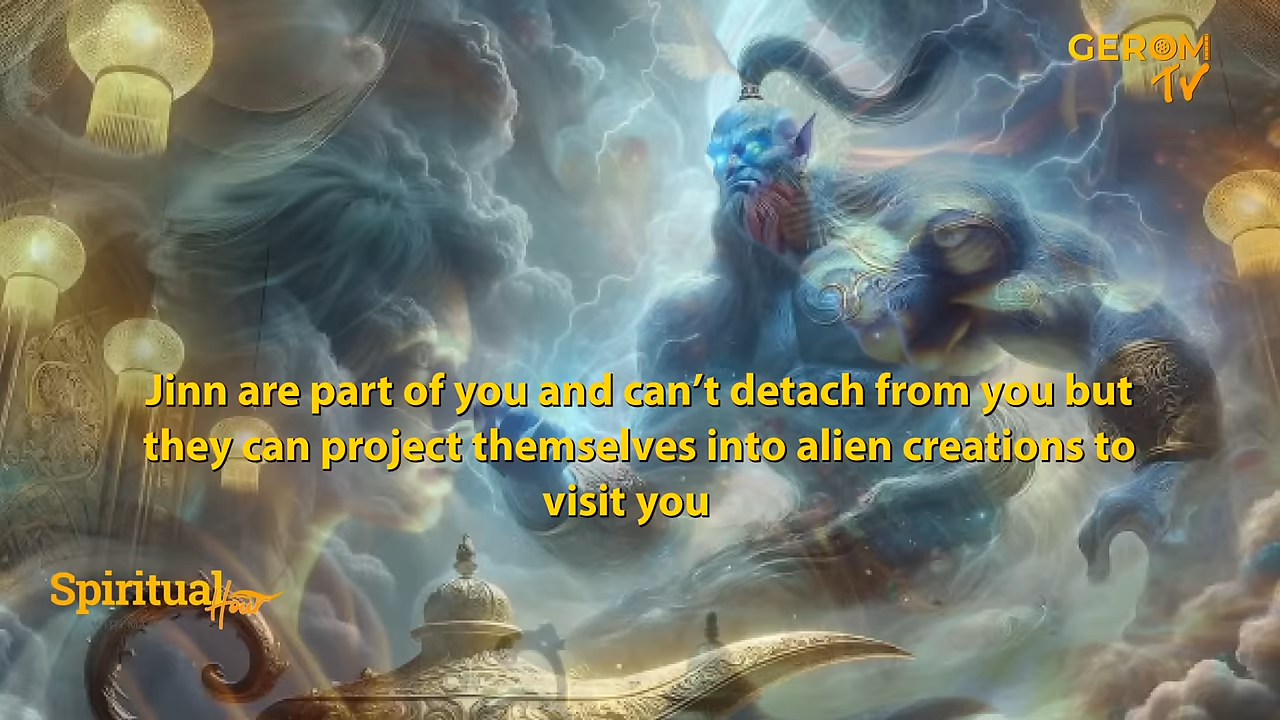 GEROMI
TV
Jinn are part of you and can’t detach from you but
they can project themselves into alien creations to
visit you
Spiritual
Hour